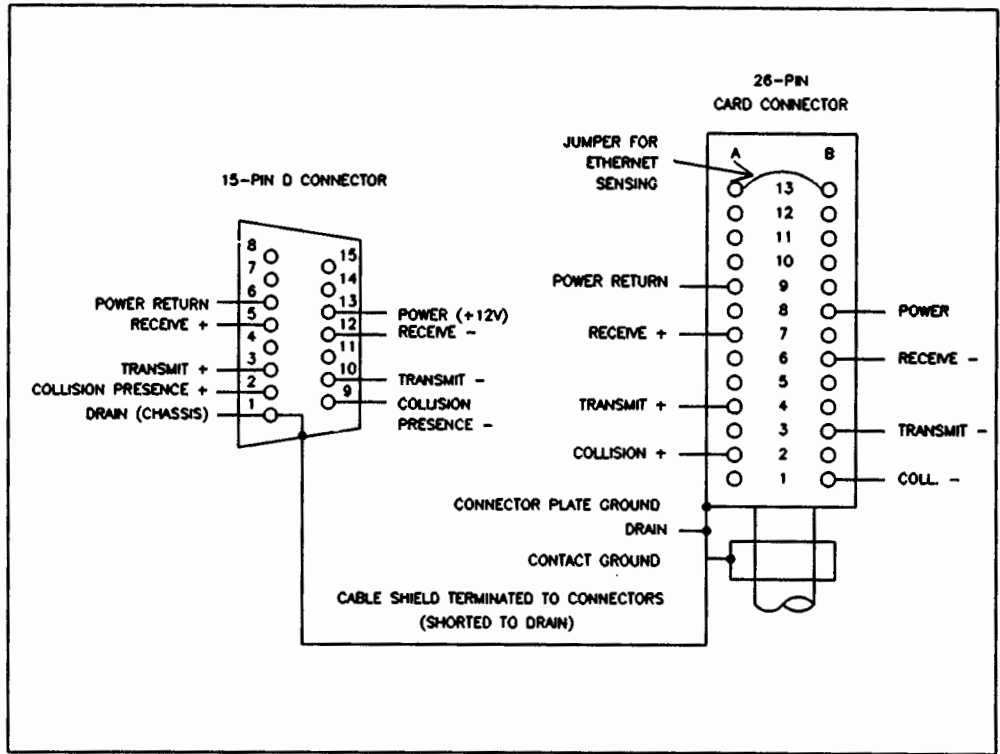 26-PIN
CARD CONNECTOR
JUMPER FOR
ETHERNET
SENSING
A
B
15-PIN D CONNECTOR
8
7
6
5
4
3
2
1
15
14
13
12
11
10
9
POWER RETURN
RECEIVE +
TRANSMIT +
COLLISION PRESENCE +
DRAIN (CHASSIS)
POWER (+12V)
RECEIVE -
TRANSMIT -
COLLISION
PRESENCE -
13
12
11
10
9
8
7
6
5
4
3
2
1
POWER RETURN
RECEIVE +
TRANSMIT +
COLLISION +
POWER
RECEIVE -
TRANSMIT -
COLL. -
CONNECTOR PLATE GROUND
DRAIN
CONTACT GROUND
CABLE SHIELD TERMINATED TO CONNECTORS
(SHORTED TO DRAIN)